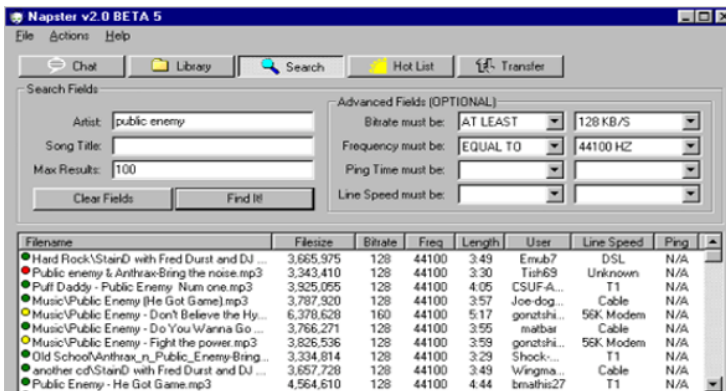 Napster v2.0 BETA 5
File Actions Help
Chat Library Search Hot List Transfer
Search Fields
Advanced Fields (OPTIONAL)
Artist: public enemy
Bitrate must be: AT LEAST 128 KB/S
Song Title:
Frequency must be: EQUAL TO 44100 HZ
Max Results: 100
Ping Time must be:
Clear Fields Find It!
Line Speed must be:
Filename Filesize Bitrate Freq Length User Line Speed Ping
Hard Rock\StainD with Fred Durst and DJ ... 3,665,975 128 44100 3:49 Emub7 DSL N/A
Public enemy & Anthrax-Bring the noise.mp3 3,343,410 128 44100 3:30 Tish69 Unknown N/A
Puff Daddy - Public Enemy Num one.mp3 3,925,055 128 44100 4:05 CSUF-A... T1 N/A
Music\Public Enemy (He Got Game).mp3 3,787,920 128 44100 3:57 Joe-dog... Cable N/A
Music\Public Enemy - Don't Believe the Hy... 6,378,628 160 44100 5:17 gonztshi... 56K Modem N/A
Music\Public Enemy - Do You Wanna Go ... 3,766,271 128 44100 3:55 matbar Cable N/A
Music\Public Enemy - Fight the power.mp3 3,826,536 128 44100 3:59 gonztshi... 56K Modem N/A
Old School\Anthrax_n_Public_Enemy-Bring... 3,334,814 128 44100 3:29 Shock-... T1 N/A
another cd\StainD with Fred Durst and DJ ... 3,657,728 128 44100 3:49 Wingma... Cable N/A
Public Enemy - He Got Game.mp3 4,564,610 128 44100 4:44 bmathis27 T1 N/A